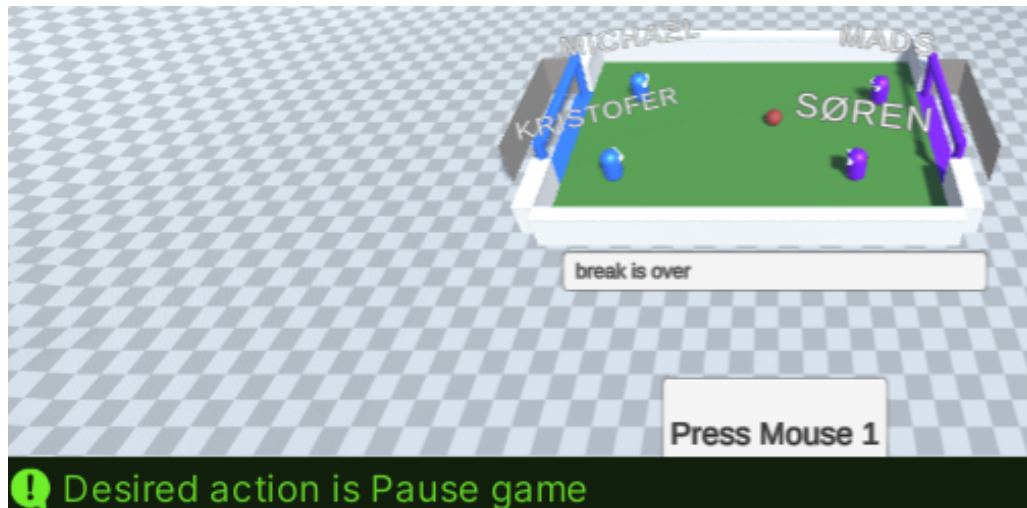 MICHAEL
MADS
KRISTOFER
SØREN
break is over
Press Mouse 1
Desired action is Pause game